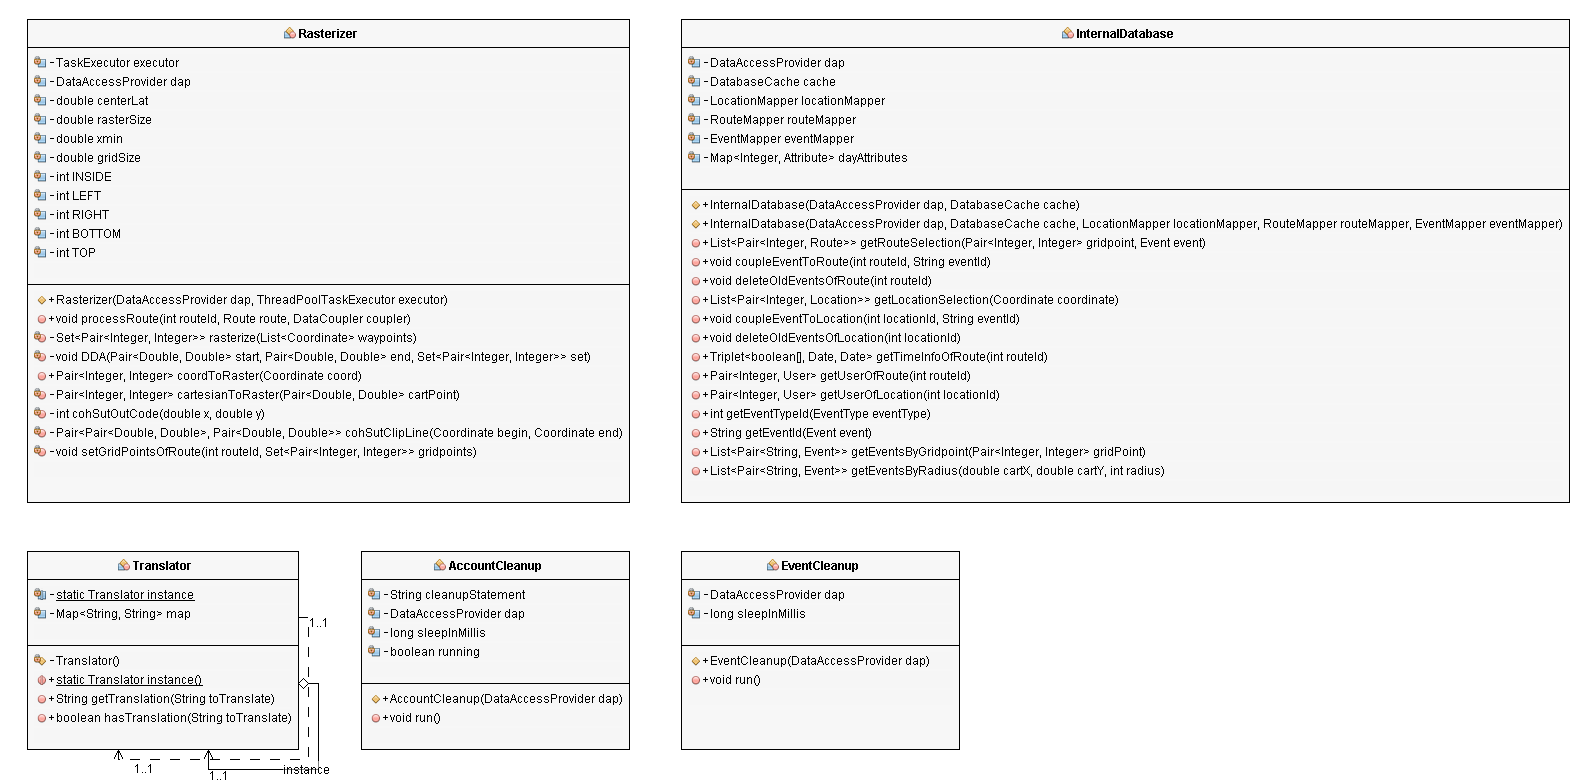 Rasterizer
-TaskExecutor executor
-DataAccessProvider dap
-double centerLat
-double rasterSize
-double xmin
-double gridSize
-int INSIDE
-int LEFT
-int RIGHT
-int BOTTOM
-int TOP
+Rasterizer(DataAccessProvider dap, ThreadPoolTaskExecutor executor)
+void processRoute(int routeId, Route route, DataCoupler coupler)
-Set<Pair<Integer, Integer>> rasterize(List<Coordinate> waypoints)
-void DDA(Pair<Double, Double> start, Pair<Double, Double> end, Set<Pair<Integer, Integer>> set)
+Pair<Integer, Integer> coordToRaster(Coordinate coord)
-Pair<Integer, Integer> cartesianToRaster(Pair<Double, Double> cartPoint)
-int cohSutOutCode(double x, double y)
-Pair<Pair<Double, Double>, Pair<Double, Double>> cohSutClipLine(Coordinate begin, Coordinate end)
-void setGridPointsOfRoute(int routeId, Set<Pair<Integer, Integer>> gridpoints)
InternalDatabase
-DataAccessProvider dap
-DatabaseCache cache
-LocationMapper locationMapper
-RouteMapper routeMapper
-EventMapper eventMapper
-Map<Integer, Attribute> dayAttributes
+InternalDatabase(DataAccessProvider dap, DatabaseCache cache)
+InternalDatabase(DataAccessProvider dap, DatabaseCache cache, LocationMapper locationMapper, RouteMapper routeMapper, EventMapper eventMapper)
+List<Pair<Integer, Route>> getRouteSelection(Pair<Integer, Integer> gridpoint, Event event)
+void coupleEventToRoute(int routeId, String eventId)
+void deleteOldEventsOfRoute(int routeId)
+List<Pair<Integer, Location>> getLocationSelection(Coordinate coordinate)
+void coupleEventToLocation(int locationId, String eventId)
+void deleteOldEventsOfLocation(int locationId)
+Triplet<boolean[], Date, Date> getTimeInfoOfRoute(int routeId)
+Pair<Integer, User> getUserOfRoute(int routeId)
+Pair<Integer, User> getUserOfLocation(int locationId)
+int getEventTypeId(EventType eventType)
+String getEventId(Event event)
+List<Pair<String, Event>> getEventsByGridpoint(Pair<Integer, Integer> gridPoint)
+List<Pair<String, Event>> getEventsByRadius(double cartX, double cartY, int radius)
Translator
-static Translator instance
-Map<String, String> map
-Translator()
+static Translator instance()
+String getTranslation(String toTranslate)
+boolean hasTranslation(String toTranslate)
1..1
1..1
1..1
instance
AccountCleanup
-String cleanupStatement
-DataAccessProvider dap
-long sleepInMillis
-boolean running
+AccountCleanup(DataAccessProvider dap)
+void run()
EventCleanup
-DataAccessProvider dap
-long sleepInMillis
+EventCleanup(DataAccessProvider dap)
+void run()